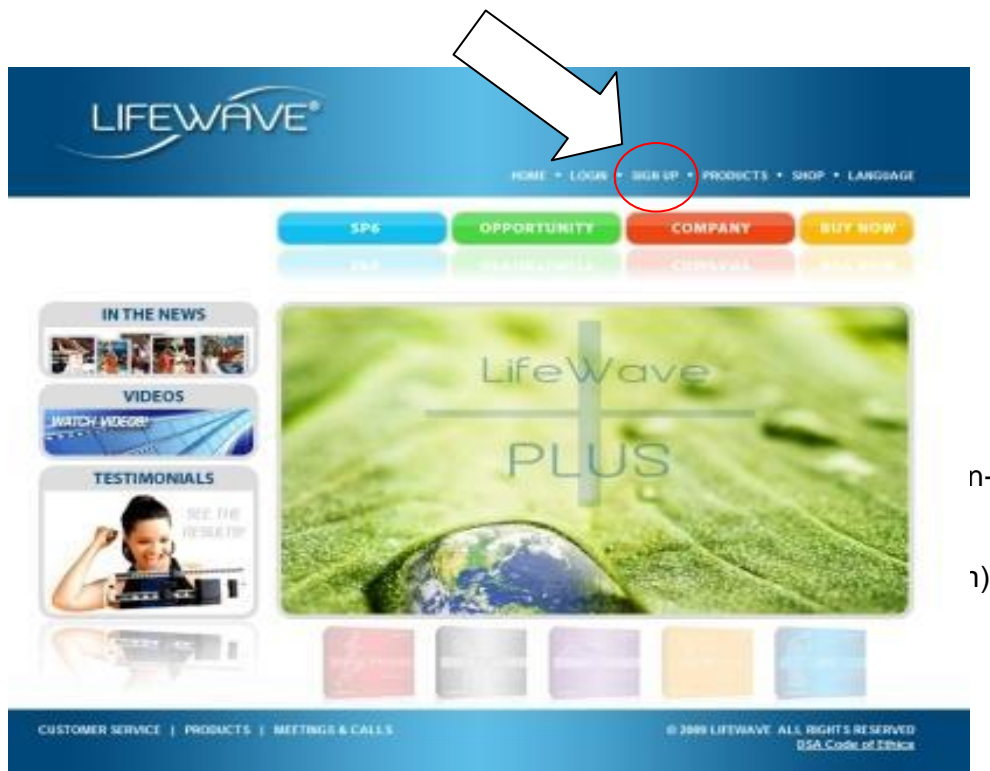 LIFEWAVE®
HOME • LOGIN • SIGN UP • PRODUCTS • SHOP • LANGUAGE
SP6 OPPORTUNITY COMPANY BUY NOW
IN THE NEWS
VIDEOS
WATCH VIDEOS!
TESTIMONIALS
SEE THE
RESULTS!
LifeWave
PLUS
n-
n)
CUSTOMER SERVICE | PRODUCTS | MEETINGS & CALLS
© 2009 LIFEWAVE ALL RIGHTS RESERVED
DSA Code of Ethics